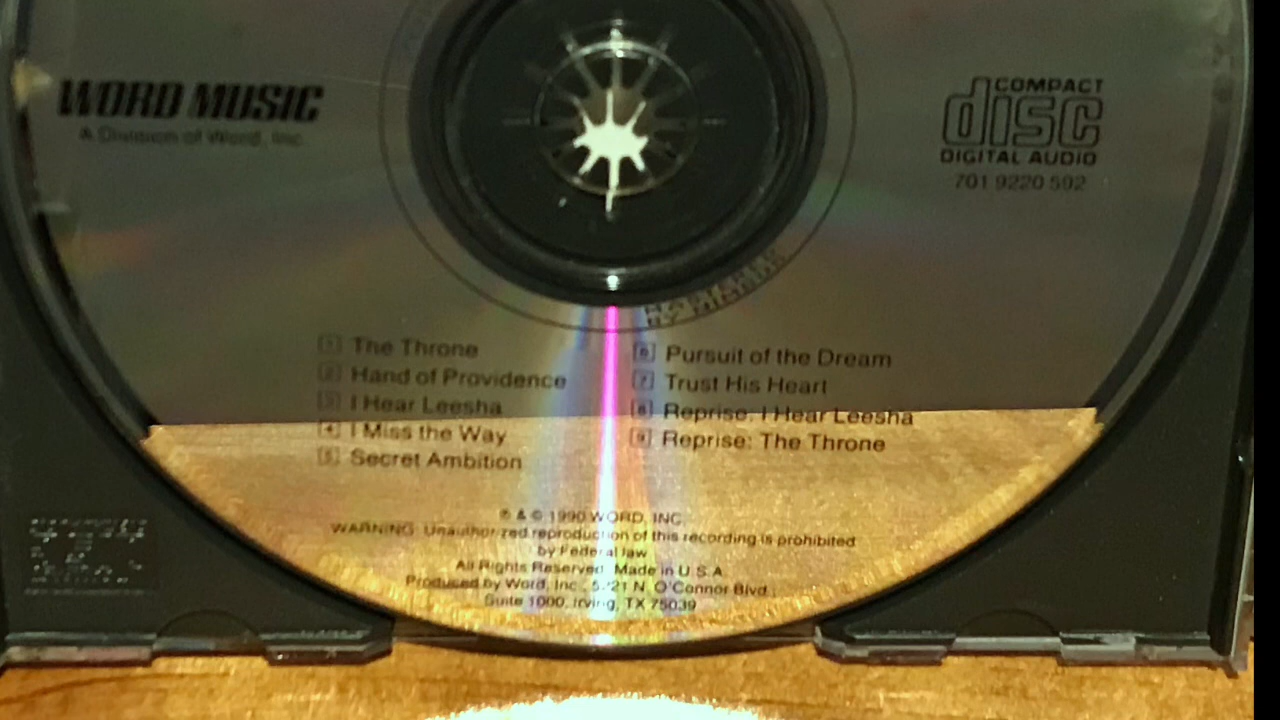 WORD MUSIC
A Division of Word, Inc.
COMPACT
disc
DIGITAL AUDIO
701 9220 592
MASTERED
BY NIMBUS
1 The Throne
2 Hand of Providence
3 I Hear Leesha
4 I Miss the Way
5 Secret Ambition
6 Pursuit of the Dream
7 Trust His Heart
8 Reprise: I Hear Leesha
9 Reprise: The Throne
℗ & © 1990 WORD, INC.
WARNING: Unauthorized reproduction of this recording is prohibited
by Federal law
All Rights Reserved. Made in U.S.A.
Produced by Word, Inc., N. O'Connor Blvd.,
Suite 1000, Irving, TX 75039